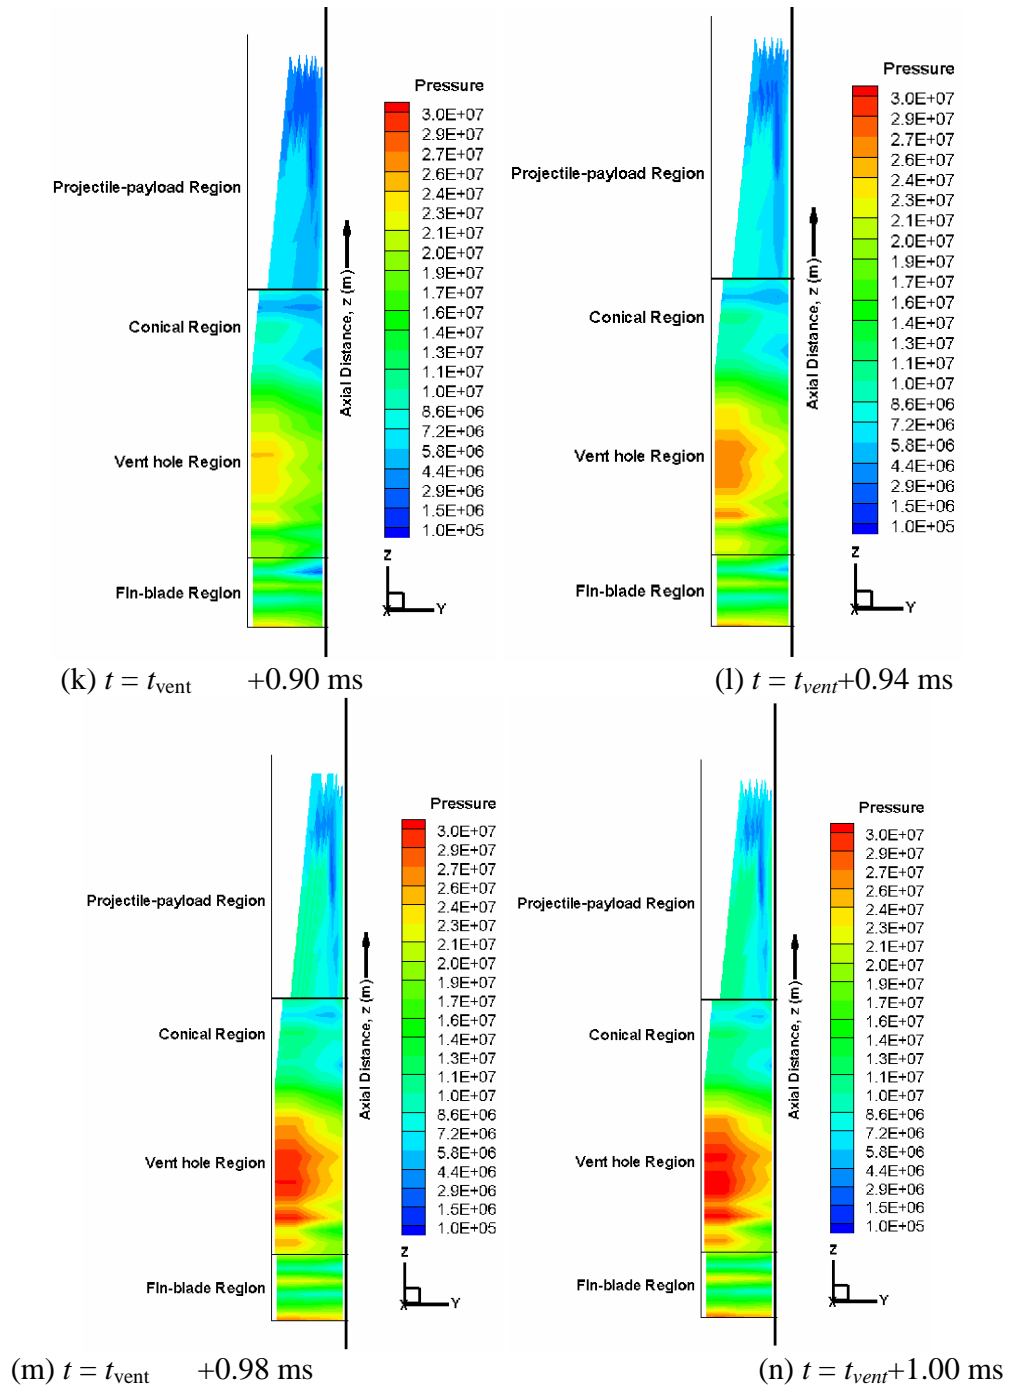 Pressure
3.0E+07
2.9E+07
2.7E+07
2.6E+07
2.4E+07
2.3E+07
2.1E+07
2.0E+07
1.9E+07
1.7E+07
1.6E+07
1.4E+07
1.3E+07
1.1E+07
1.0E+07
8.6E+06
7.2E+06
5.8E+06
4.4E+06
2.9E+06
1.5E+06
1.0E+05
Projectile-payload Region
Conical Region
Vent hole Region
Fin-blade Region
Axial Distance, z (m)
Z
X
Y
(k) t = tvent +0.90 ms
Pressure
3.0E+07
2.9E+07
2.7E+07
2.6E+07
2.4E+07
2.3E+07
2.1E+07
2.0E+07
1.9E+07
1.7E+07
1.6E+07
1.4E+07
1.3E+07
1.1E+07
1.0E+07
8.6E+06
7.2E+06
5.8E+06
4.4E+06
2.9E+06
1.5E+06
1.0E+05
Projectile-payload Region
Conical Region
Vent hole Region
Fin-blade Region
Axial Distance, z (m)
Z
X
Y
(l) t = tvent+0.94 ms
Pressure
3.0E+07
2.9E+07
2.7E+07
2.6E+07
2.4E+07
2.3E+07
2.1E+07
2.0E+07
1.9E+07
1.7E+07
1.6E+07
1.4E+07
1.3E+07
1.1E+07
1.0E+07
8.6E+06
7.2E+06
5.8E+06
4.4E+06
2.9E+06
1.5E+06
1.0E+05
Projectile-payload Region
Conical Region
Vent hole Region
Fin-blade Region
Axial Distance, z (m)
Z
X
Y
(m) t = tvent +0.98 ms
Pressure
3.0E+07
2.9E+07
2.7E+07
2.6E+07
2.4E+07
2.3E+07
2.1E+07
2.0E+07
1.9E+07
1.7E+07
1.6E+07
1.4E+07
1.3E+07
1.1E+07
1.0E+07
8.6E+06
7.2E+06
5.8E+06
4.4E+06
2.9E+06
1.5E+06
1.0E+05
Projectile-payload Region
Conical Region
Vent hole Region
Fin-blade Region
Axial Distance, z (m)
Z
X
Y
(n) t = tvent+1.00 ms